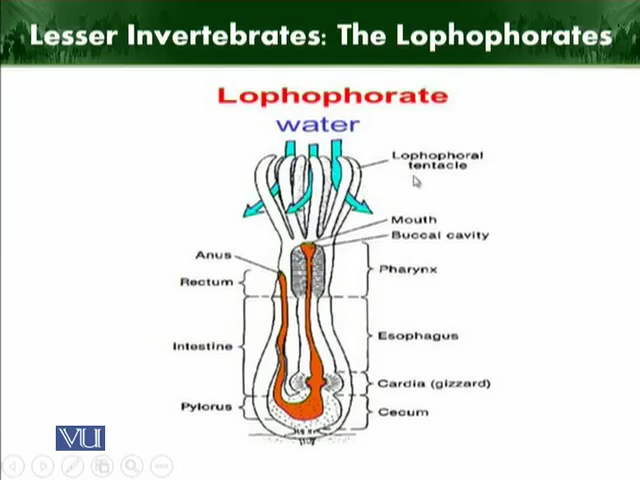 Lesser Invertebrates: The Lophophorates
Lophophorate
water
Lophophoral
tentacle
Mouth
Buccal cavity
Anus
Rectum
Pharynx
Intestine
Esophagus
Cardia (gizzard)
Pylorus
Cecum
VU